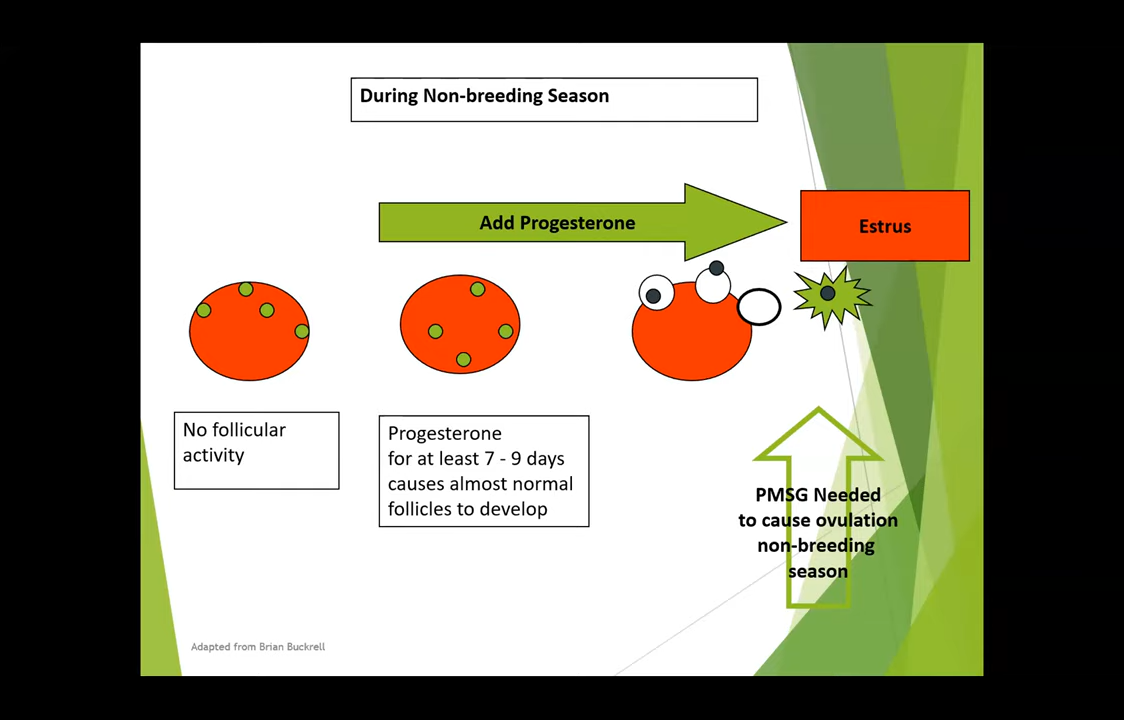 During Non-breeding Season
Add Progesterone
Estrus
No follicular
activity
Progesterone
for at least 7 - 9 days
causes almost normal
follicles to develop
PMSG Needed
to cause ovulation
non-breeding
season
Adapted from Brian Buckrell